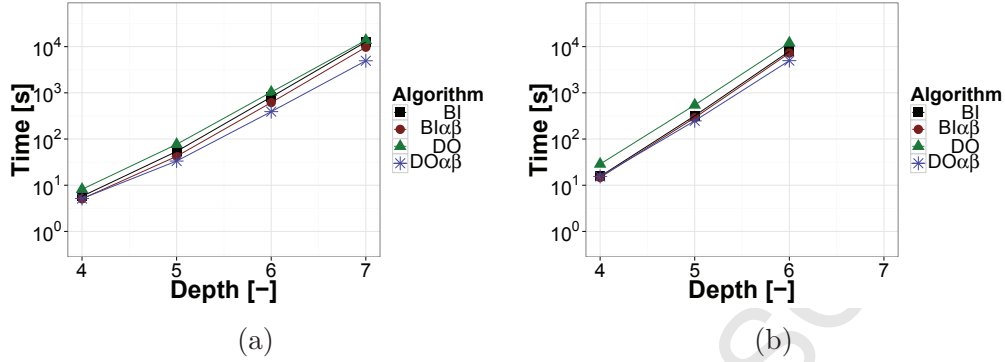 10⁴
10³
10²
10¹
10⁰
Time [s]
4 5 6 7
Depth [−]
Algorithm
BI
BIαβ
DO
DOαβ
(a)
10⁴
10³
10²
10¹
10⁰
Time [s]
4 5 6 7
Depth [−]
Algorithm
BI
BIαβ
DO
DOαβ
(b)